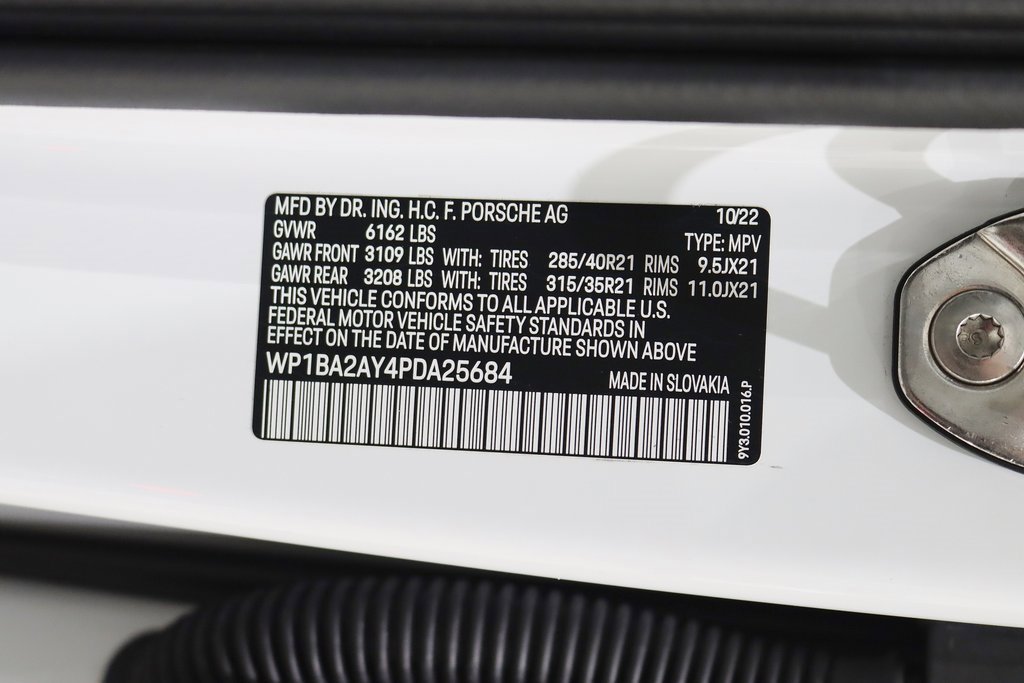 MFD BY DR. ING. H.C. F. PORSCHE AG 10/22
GVWR 6162 LBS TYPE: MPV
GAWR FRONT 3109 LBS WITH: TIRES 285/40R21 RIMS 9.5JX21
GAWR REAR 3208 LBS WITH: TIRES 315/35R21 RIMS 11.0JX21
THIS VEHICLE CONFORMS TO ALL APPLICABLE U.S.
FEDERAL MOTOR VEHICLE SAFETY STANDARDS IN
EFFECT ON THE DATE OF MANUFACTURE SHOWN ABOVE
WP1BA2AY4PDA25684 MADE IN SLOVAKIA
9Y3.010.016.P